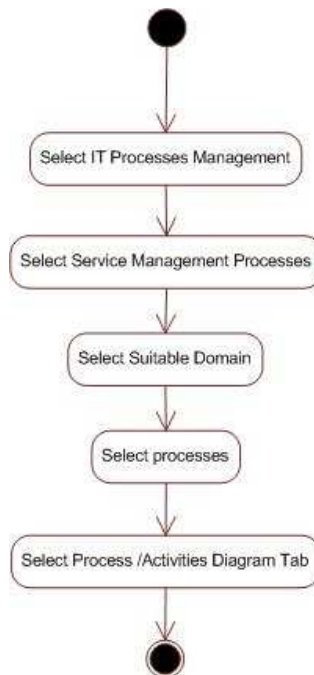 Select IT Processes Management
Select Service Management Processes
Select Suitable Domain
Select processes
Select Process /Activities Diagram Tab